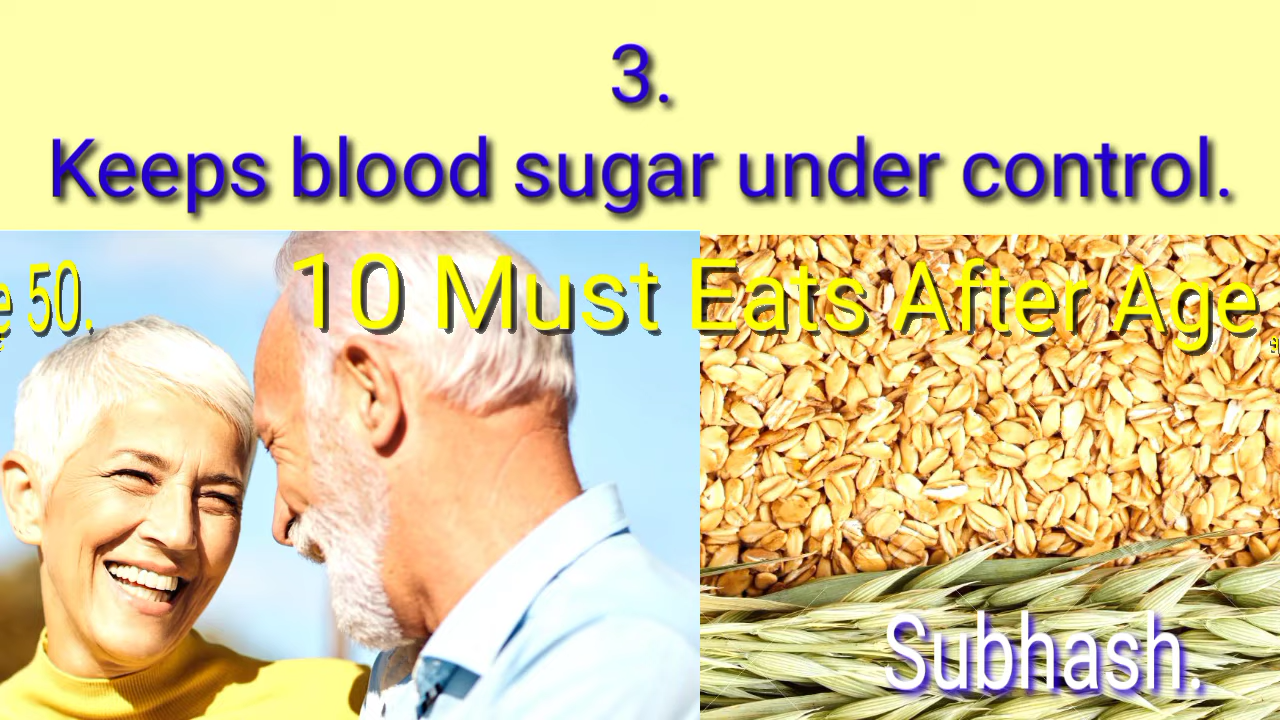 3.
Keeps blood sugar under control.
e 50. 10 Must Eats After Age
Subhash.